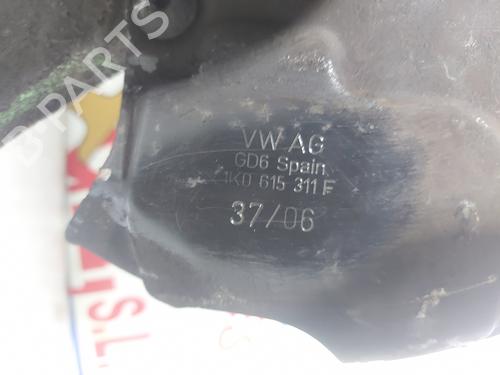 B PARTS
VW AG
GD6 Spain
1K0 615 311 F
37/06
S.L.